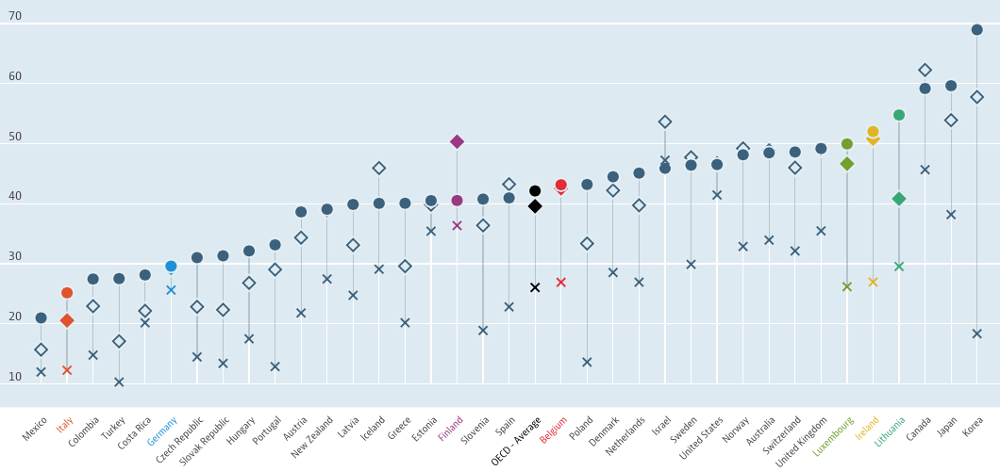 70
60
50
40
30
20
10
Mexico
Italy
Colombia
Turkey
Costa Rica
Germany
Czech Republic
Slovak Republic
Hungary
Portugal
Austria
New Zealand
Latvia
Iceland
Greece
Estonia
Finland
Slovenia
Spain
OECD - Average
Belgium
Poland
Denmark
Netherlands
Israel
Sweden
United States
Norway
Australia
Switzerland
United Kingdom
Luxembourg
Ireland
Lithuania
Canada
Japan
Korea